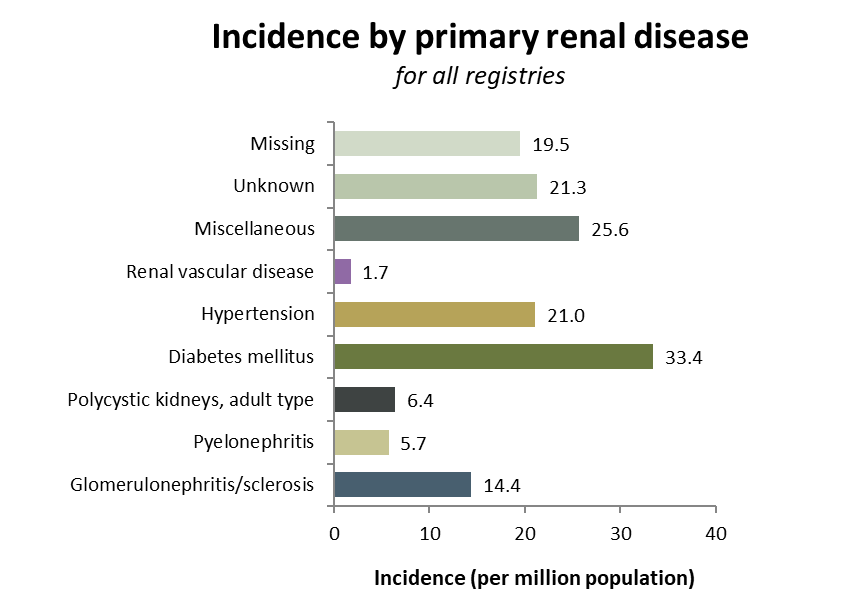 Incidence by primary renal disease
for all registries
Missing 19.5
Unknown 21.3
Miscellaneous 25.6
Renal vascular disease 1.7
Hypertension 21.0
Diabetes mellitus 33.4
Polycystic kidneys, adult type 6.4
Pyelonephritis 5.7
Glomerulonephritis/sclerosis 14.4
0 10 20 30 40
Incidence (per million population)